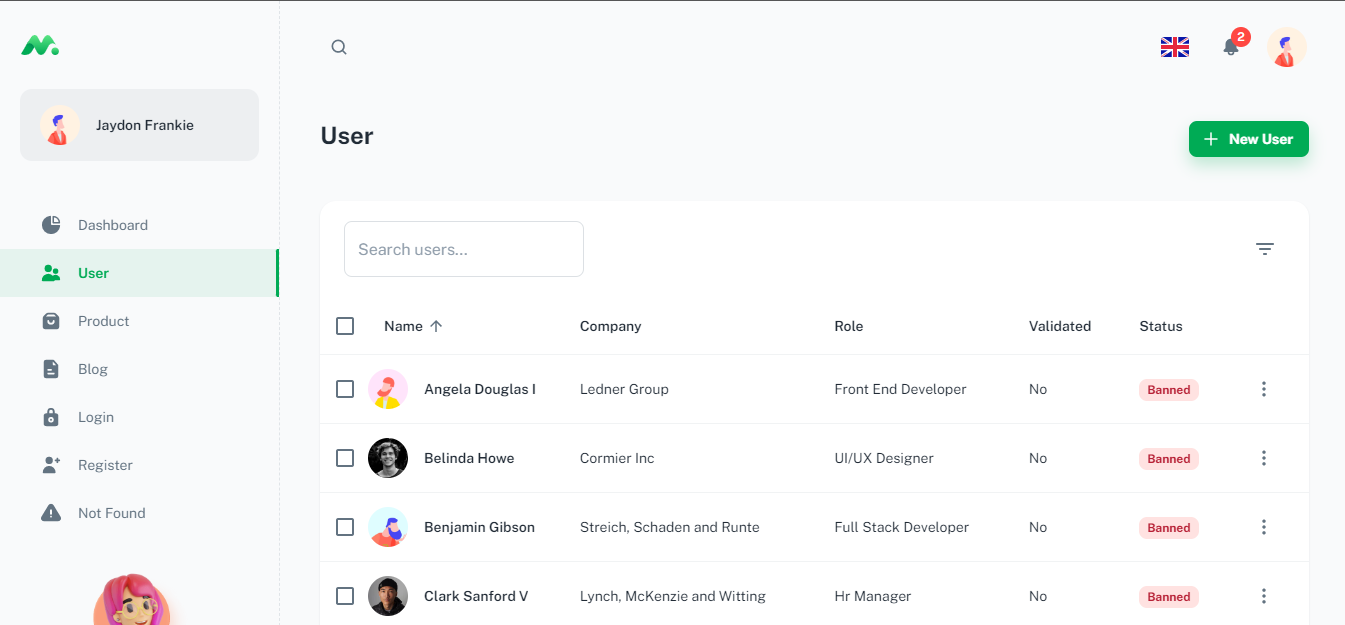 2
Jaydon Frankie
User
New User
Dashboard
User
Product
Blog
Login
Register
Not Found
Search users...
Name Company Role Validated Status
Angela Douglas I Ledner Group Front End Developer No Banned
Belinda Howe Cormier Inc UI/UX Designer No Banned
Benjamin Gibson Streich, Schaden and Runte Full Stack Developer No Banned
Clark Sanford V Lynch, McKenzie and Witting Hr Manager No Banned